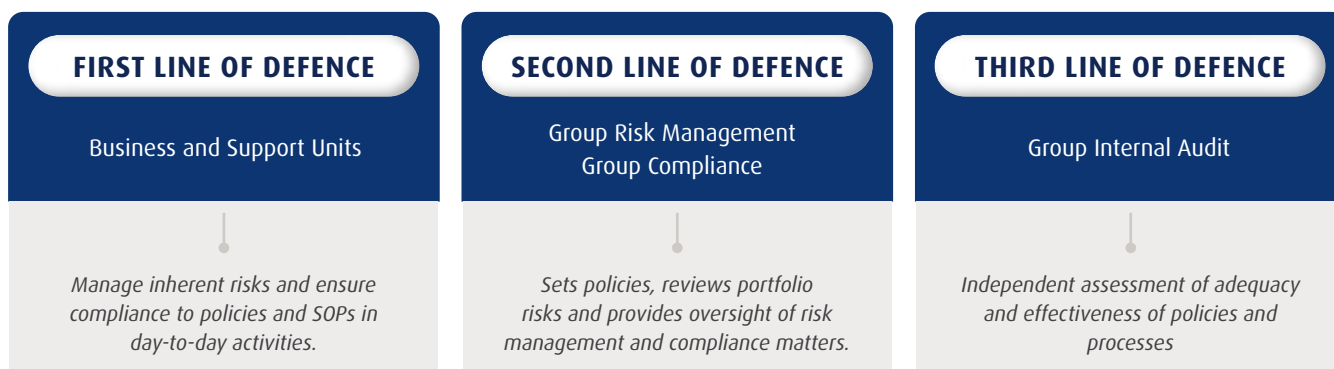 FIRST LINE OF DEFENCE
Business and Support Units
Manage inherent risks and ensure
compliance to policies and SOPs in
day-to-day activities.
SECOND LINE OF DEFENCE
Group Risk Management
Group Compliance
Sets policies, reviews portfolio
risks and provides oversight of risk
management and compliance matters.
THIRD LINE OF DEFENCE
Group Internal Audit
Independent assessment of adequacy
and effectiveness of policies and
processes